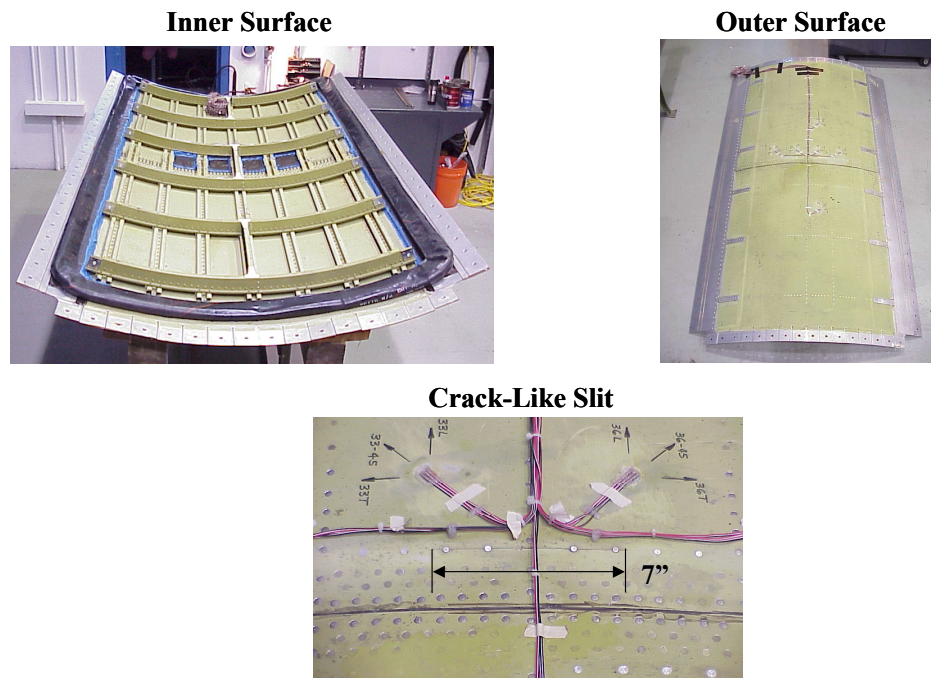 Inner Surface
Outer Surface
Crack-Like Slit
33L
33-45
33T
36L
36-45
36T
7”